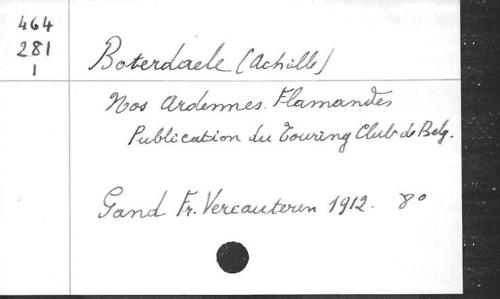 464
281
1
Boterdaele (Achille)
Nos Ardennes Flamandes
Publication du Touring Club de Belg.
Gand Fr. Vercauteren 1912. 8°